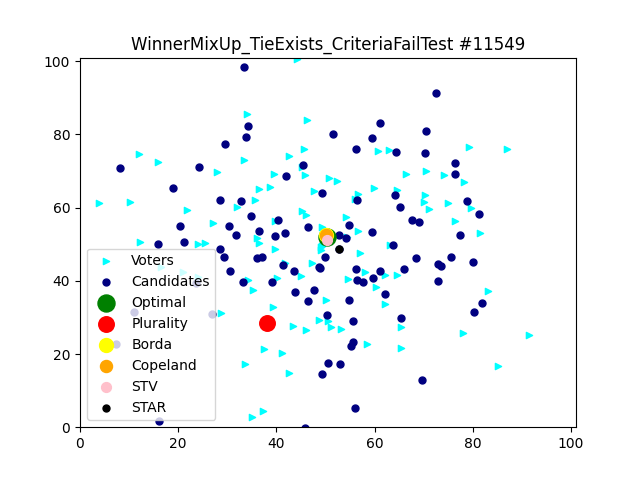 WinnerMixUp_TieExists_CriteriaFailTest #11549
100
80
60
40
20
0
Voters
Candidates
Optimal
Plurality
Borda
Copeland
STV
STAR
0 20 40 60 80 100